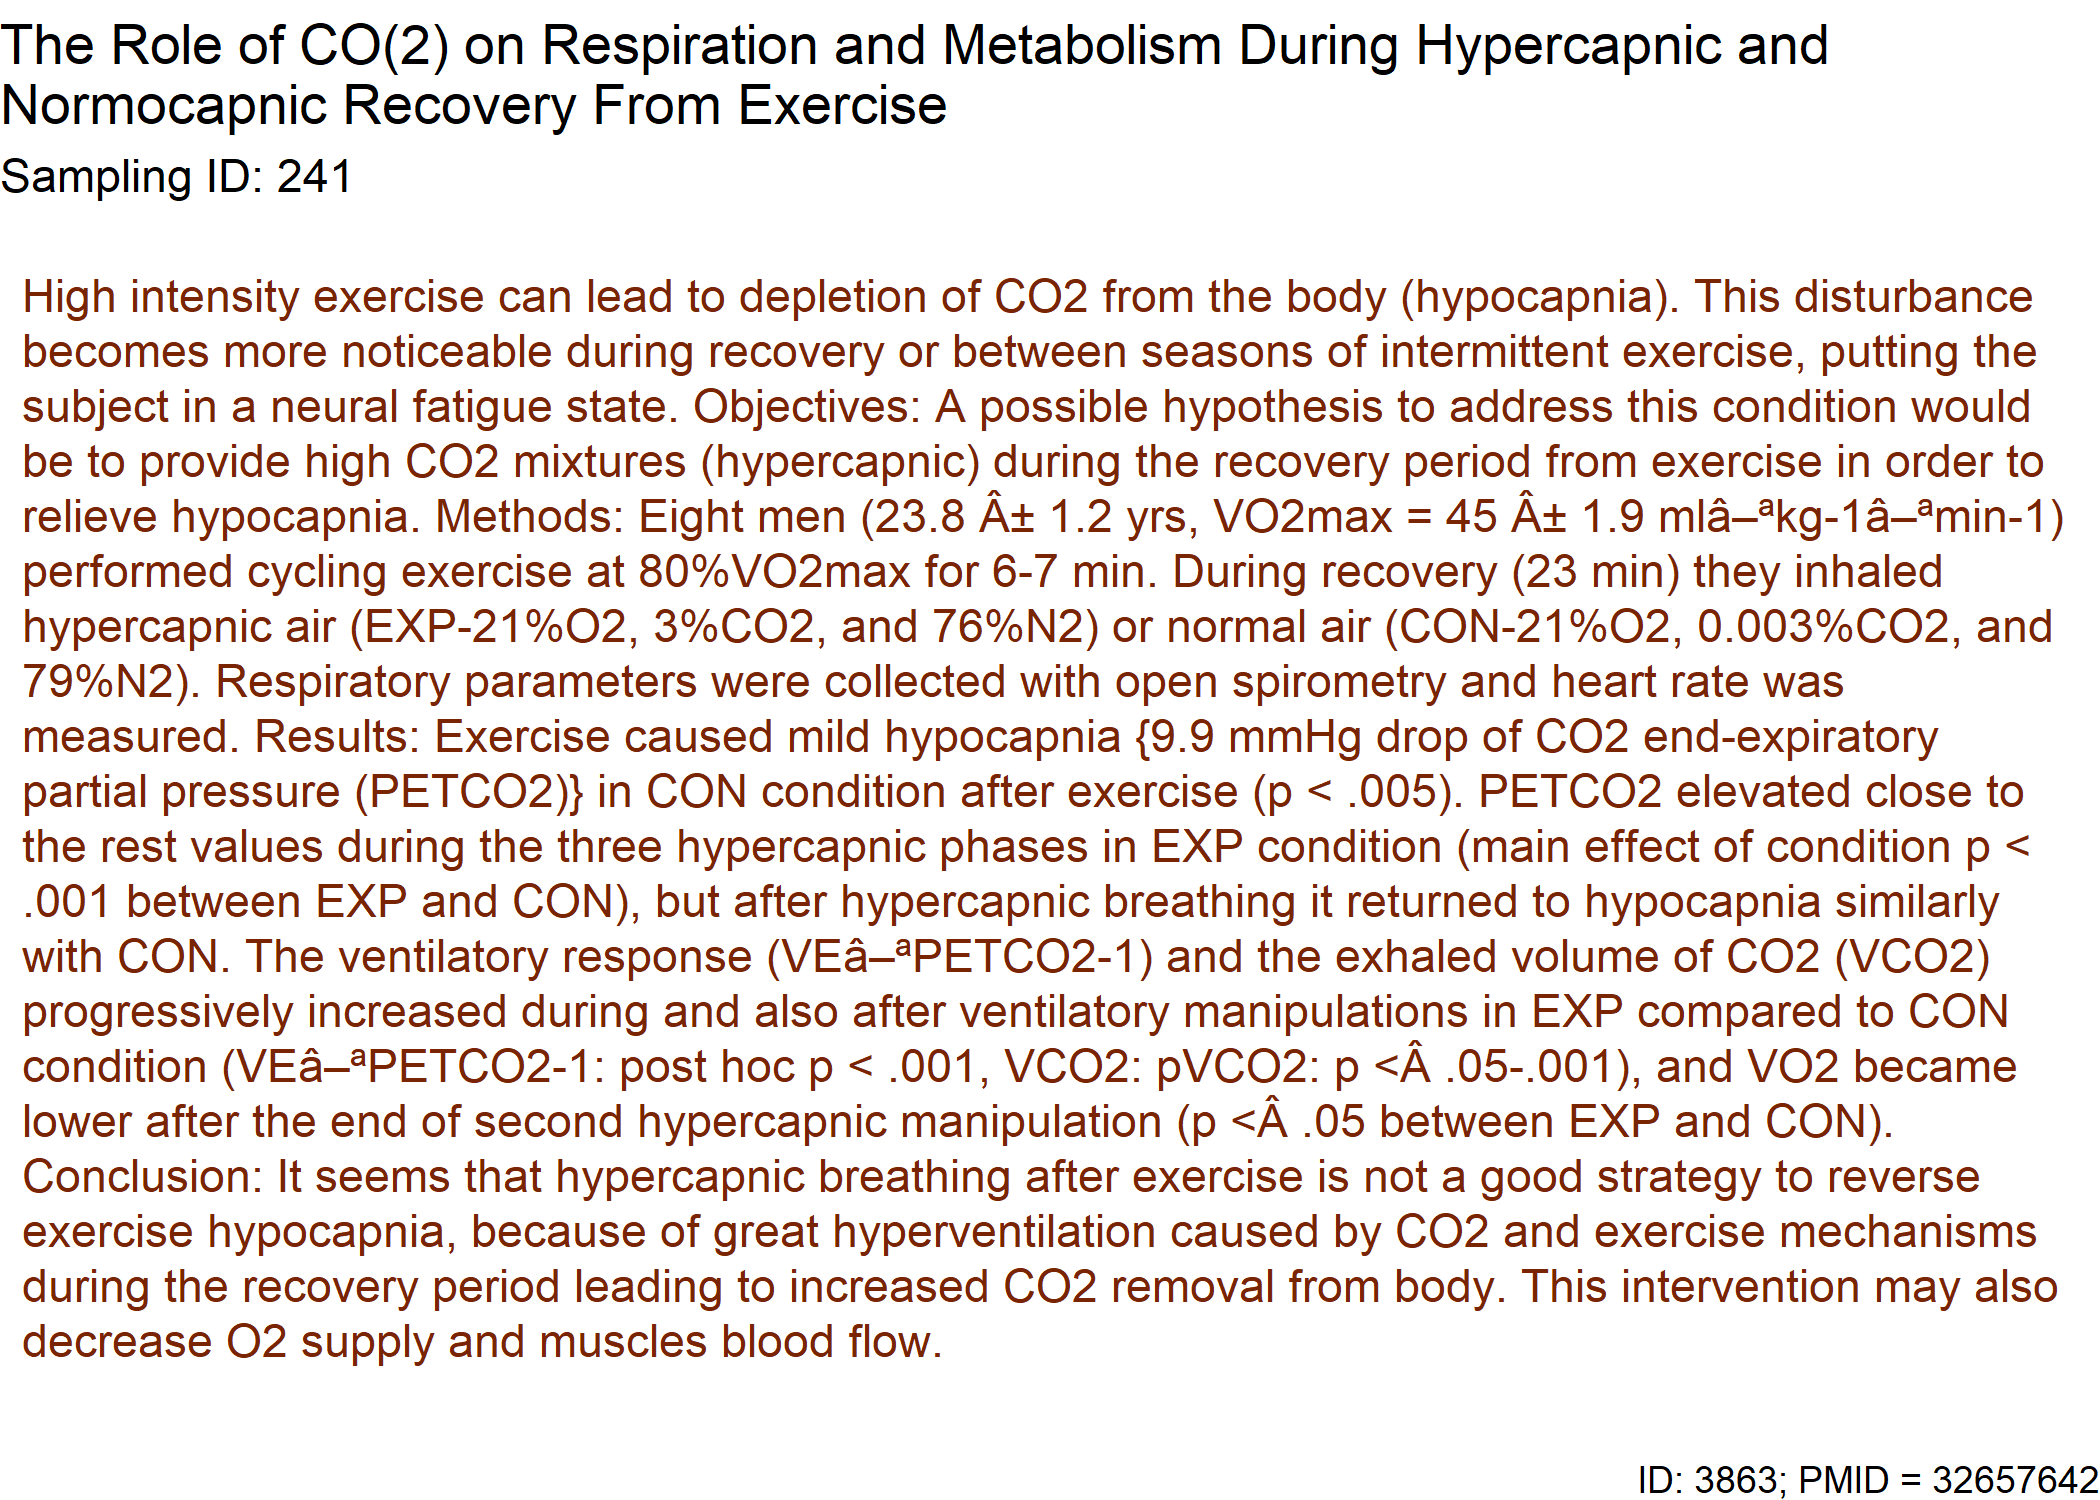 The Role of CO(2) on Respiration and Metabolism During Hypercapnic and
Normocapnic Recovery From Exercise
Sampling ID: 241
High intensity exercise can lead to depletion of CO2 from the body (hypocapnia). This disturbance
becomes more noticeable during recovery or between seasons of intermittent exercise, putting the
subject in a neural fatigue state. Objectives: A possible hypothesis to address this condition would
be to provide high CO2 mixtures (hypercapnic) during the recovery period from exercise in order to
relieve hypocapnia. Methods: Eight men (23.8 Â± 1.2 yrs, VO2max = 45 Â± 1.9 mlâ–ªkg-1â–ªmin-1)
performed cycling exercise at 80%VO2max for 6-7 min. During recovery (23 min) they inhaled
hypercapnic air (EXP-21%O2, 3%CO2, and 76%N2) or normal air (CON-21%O2, 0.003%CO2, and
79%N2). Respiratory parameters were collected with open spirometry and heart rate was
measured. Results: Exercise caused mild hypocapnia {9.9 mmHg drop of CO2 end-expiratory
partial pressure (PETCO2)} in CON condition after exercise (p < .005). PETCO2 elevated close to
the rest values during the three hypercapnic phases in EXP condition (main effect of condition p <
.001 between EXP and CON), but after hypercapnic breathing it returned to hypocapnia similarly
with CON. The ventilatory response (VEâ–ªPETCO2-1) and the exhaled volume of CO2 (VCO2)
progressively increased during and also after ventilatory manipulations in EXP compared to CON
condition (VEâ–ªPETCO2-1: post hoc p < .001, VCO2: pVCO2: p <Â .05-.001), and VO2 became
lower after the end of second hypercapnic manipulation (p <Â .05 between EXP and CON).
Conclusion: It seems that hypercapnic breathing after exercise is not a good strategy to reverse
exercise hypocapnia, because of great hyperventilation caused by CO2 and exercise mechanisms
during the recovery period leading to increased CO2 removal from body. This intervention may also
decrease O2 supply and muscles blood flow.
ID: 3863; PMID = 32657642